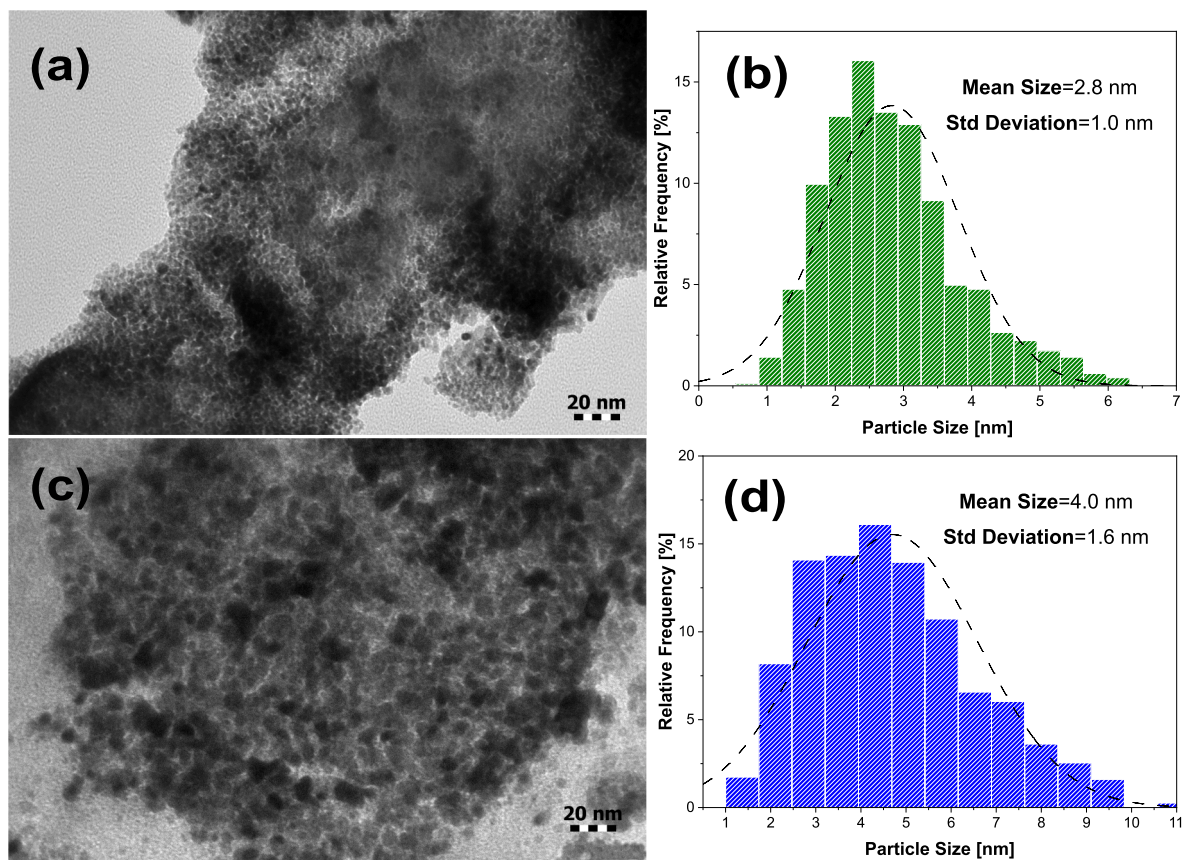 (a)
20 nm
(b)
Mean Size=2.8 nm
Std Deviation=1.0 nm
Relative Frequency [%]
15
10
5
0
0 1 2 3 4 5 6 7
Particle Size [nm]
(c)
20 nm
(d)
Mean Size=4.0 nm
Std Deviation=1.6 nm
Relative Frequency [%]
20
15
10
5
0
1 2 3 4 5 6 7 8 9 10 11
Particle Size [nm]